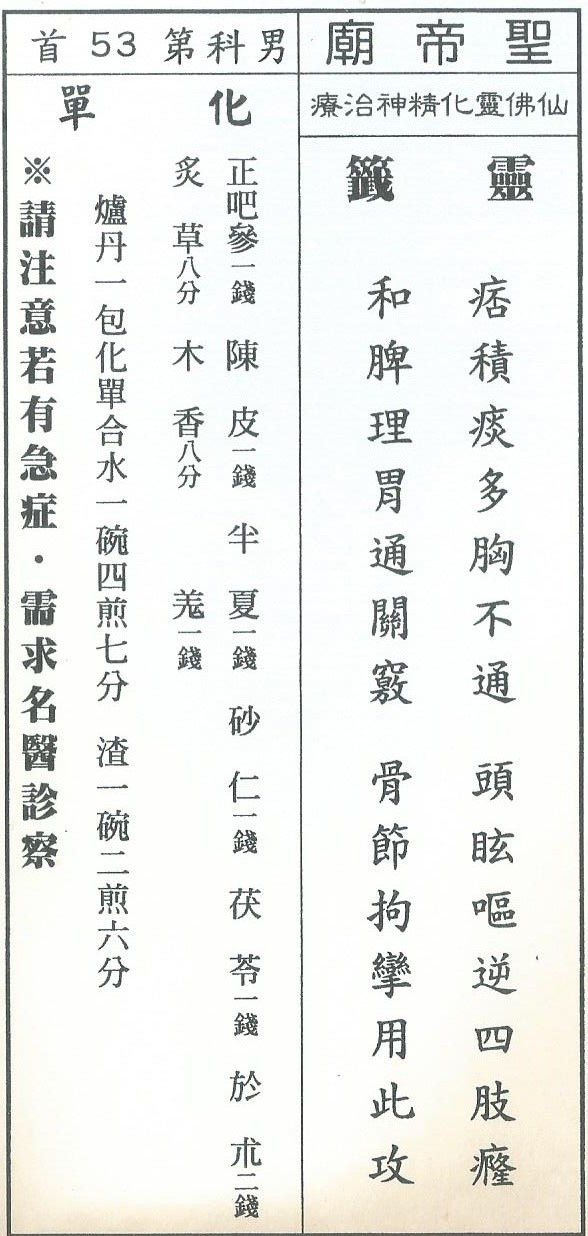 聖帝廟
仙佛靈化精神治療
靈籤
痞積痰多胸不通 頭眩嘔逆四肢癃
和脾理胃通關竅 骨節拘攣用此攻
男科第53首
化單
正吧參一錢 陳皮一錢 半夏一錢 砂仁一錢 茯苓一錢 於朮二錢
炙草八分 木香八分 羗一錢
爐丹一包化單合水一碗四煎七分 渣一碗二煎六分
※請注意若有急症·需求名醫診察